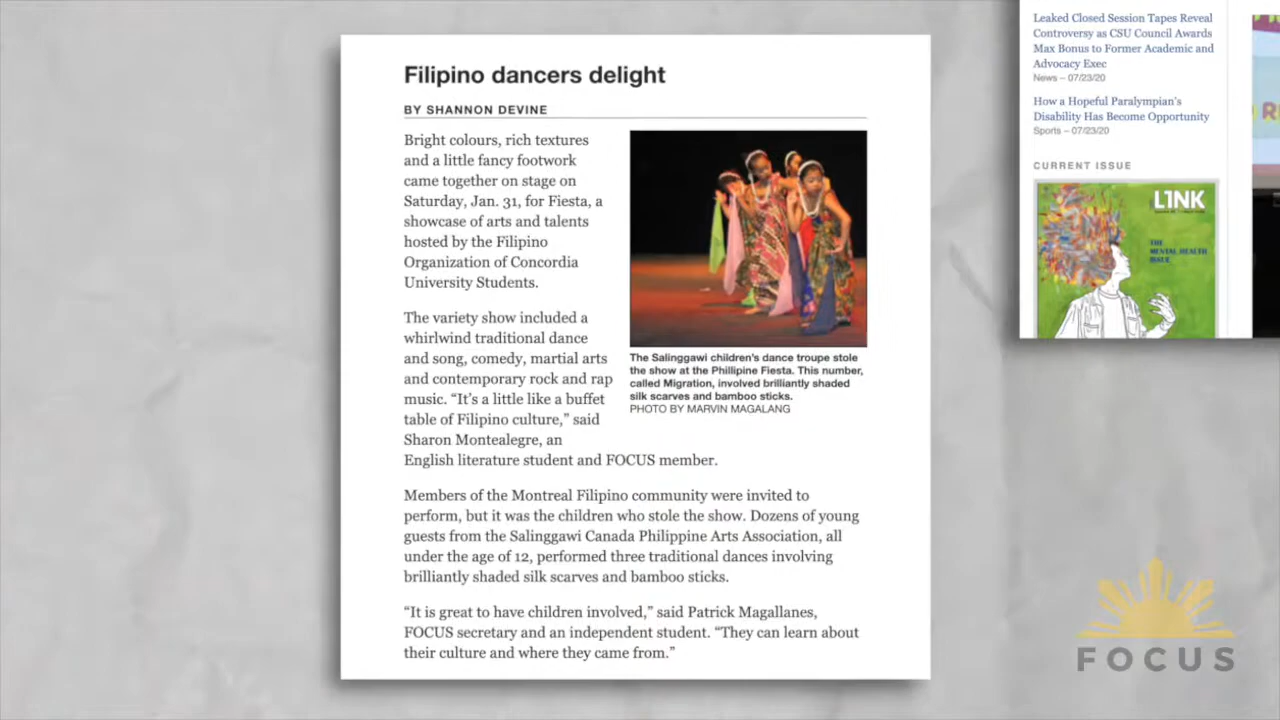 Filipino dancers delight
BY SHANNON DEVINE
Bright colours, rich textures
and a little fancy footwork
came together on stage on
Saturday, Jan. 31, for Fiesta, a
showcase of arts and talents
hosted by the Filipino
Organization of Concordia
University Students.
The variety show included a
whirlwind traditional dance
and song, comedy, martial arts
and contemporary rock and rap
music. “It’s a little like a buffet
table of Filipino culture,” said
Sharon Montealegre, an
English literature student and FOCUS member.
The Salinggawi children’s dance troupe stole
the show at the Phillipine Fiesta. This number,
called Migration, involved brilliantly shaded
silk scarves and bamboo sticks.
PHOTO BY MARVIN MAGALANG
Members of the Montreal Filipino community were invited to
perform, but it was the children who stole the show. Dozens of young
guests from the Salinggawi Canada Philippine Arts Association, all
under the age of 12, performed three traditional dances involving
brilliantly shaded silk scarves and bamboo sticks.
“It is great to have children involved,” said Patrick Magallanes,
FOCUS secretary and an independent student. “They can learn about
their culture and where they came from.”
Leaked Closed Session Tapes Reveal
Controversy as CSU Council Awards
Max Bonus to Former Academic and
Advocacy Exec
News – 07/23/20
How a Hopeful Paralympian’s
Disability Has Become Opportunity
Sports – 07/23/20
CURRENT ISSUE
L1NK
THE
MENTAL HEALTH
ISSUE
FOCUS